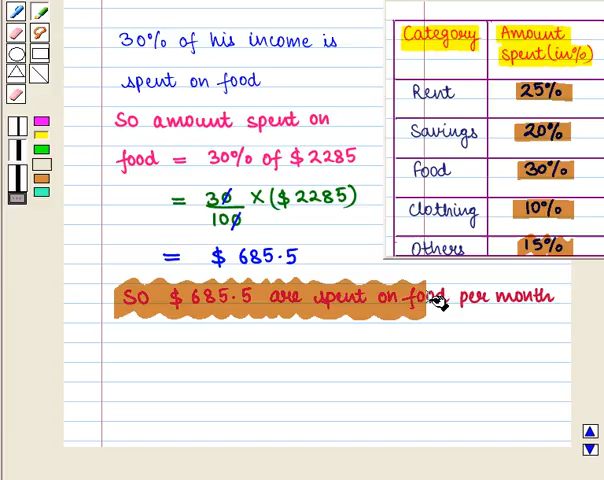 30% of his income is
spent on food
So amount spent on
food = 30% of $2285
= 30/100 × ($2285)
= $ 685.5
So $685.5 are spent on food per month
Category Amount spent (in%)
Rent 25%
Savings 20%
Food 30%
Clothing 10%
Others 15%